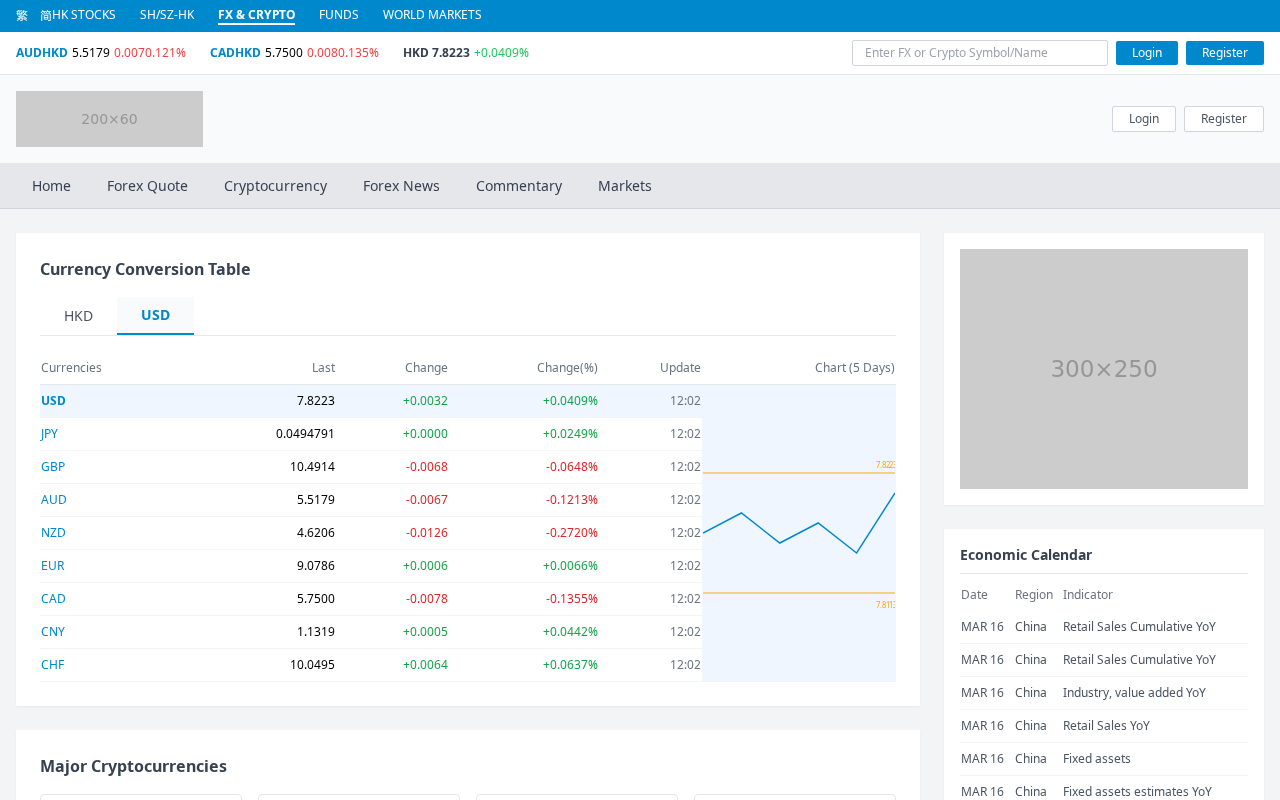 繁 简HK STOCKS SH/SZ-HK FX & CRYPTO FUNDS WORLD MARKETS
AUDHKD 5.5179 0.0070.121% CADHKD 5.7500 0.0080.135% HKD 7.8223 +0.0409% Enter FX or Crypto Symbol/Name Login Register
200×60 Login Register
Home Forex Quote Cryptocurrency Forex News Commentary Markets
Currency Conversion Table
HKD USD
Currencies Last Change Change(%) Update Chart (5 Days)
USD 7.8223 +0.0032 +0.0409% 12:02
JPY 0.0494791 +0.0000 +0.0249% 12:02
GBP 10.4914 -0.0068 -0.0648% 12:02
AUD 5.5179 -0.0067 -0.1213% 12:02
NZD 4.6206 -0.0126 -0.2720% 12:02
EUR 9.0786 +0.0006 +0.0066% 12:02
CAD 5.7500 -0.0078 -0.1355% 12:02
CNY 1.1319 +0.0005 +0.0442% 12:02
CHF 10.0495 +0.0064 +0.0637% 12:02
7.8223
7.8113
Major Cryptocurrencies
300×250
Economic Calendar
Date Region Indicator
MAR 16 China Retail Sales Cumulative YoY
MAR 16 China Retail Sales Cumulative YoY
MAR 16 China Industry, value added YoY
MAR 16 China Retail Sales YoY
MAR 16 China Fixed assets
MAR 16 China Fixed assets estimates YoY